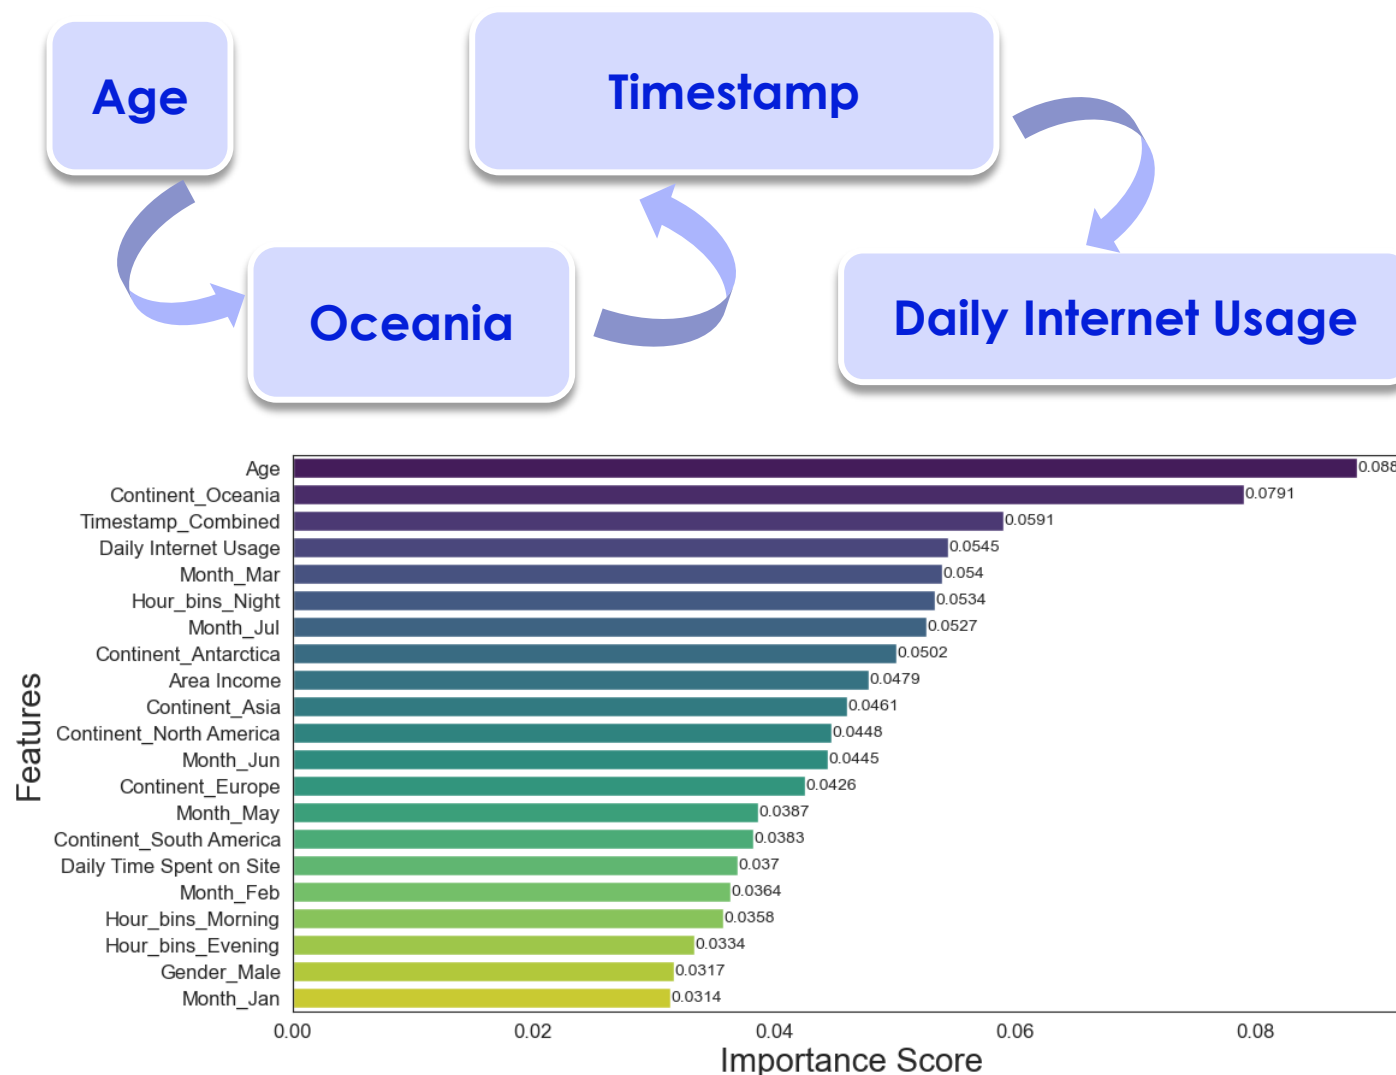 Age
Timestamp
Oceania
Daily Internet Usage
Features
Age 0.088
Continent_Oceania 0.0791
Timestamp_Combined 0.0591
Daily Internet Usage 0.0545
Month_Mar 0.054
Hour_bins_Night 0.0534
Month_Jul 0.0527
Continent_Antarctica 0.0502
Area Income 0.0479
Continent_Asia 0.0461
Continent_North America 0.0448
Month_Jun 0.0445
Continent_Europe 0.0426
Month_May 0.0387
Continent_South America 0.0383
Daily Time Spent on Site 0.037
Month_Feb 0.0364
Hour_bins_Morning 0.0358
Hour_bins_Evening 0.0334
Gender_Male 0.0317
Month_Jan 0.0314
0.00 0.02 0.04 0.06 0.08
Importance Score